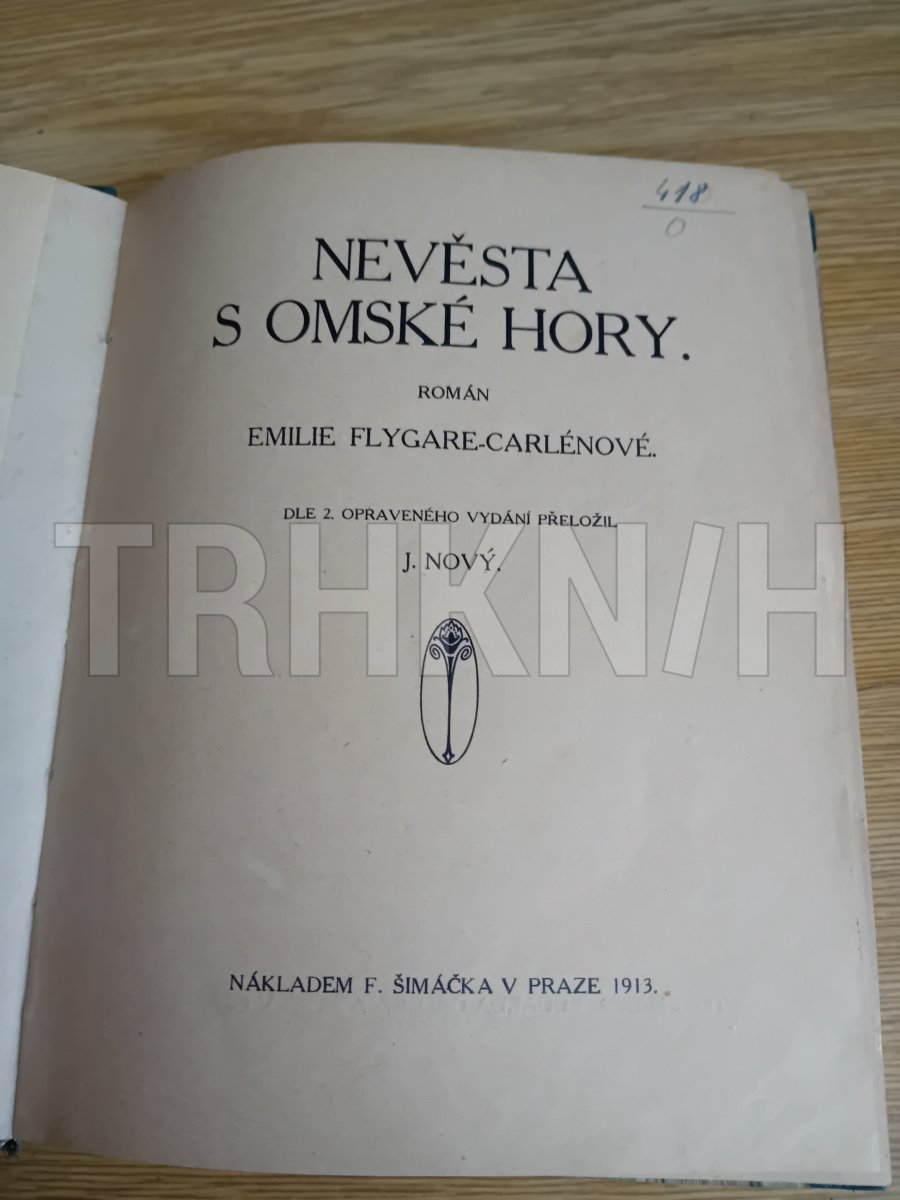 418
0
NEVĚSTA
S OMSKÉ HORY.
ROMÁN
EMILIE FLYGARE-CARLÉNOVÉ.
DLE 2. OPRAVENÉHO VYDÁNÍ PŘELOŽIL
J. NOVÝ.
TRHKNIH
NÁKLADEM F. ŠIMÁČKA V PRAZE 1913.